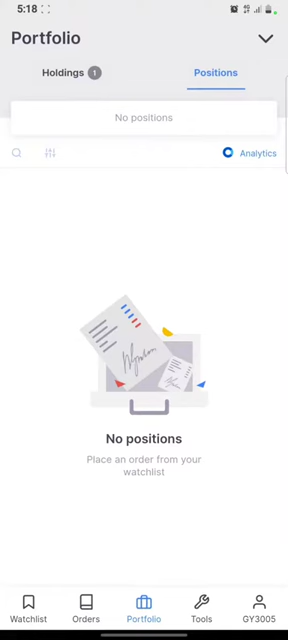 5:18
Portfolio
Holdings 1
Positions
No positions
Analytics
No positions
Place an order from your
watchlist
Watchlist
Orders
Portfolio
Tools
GY3005